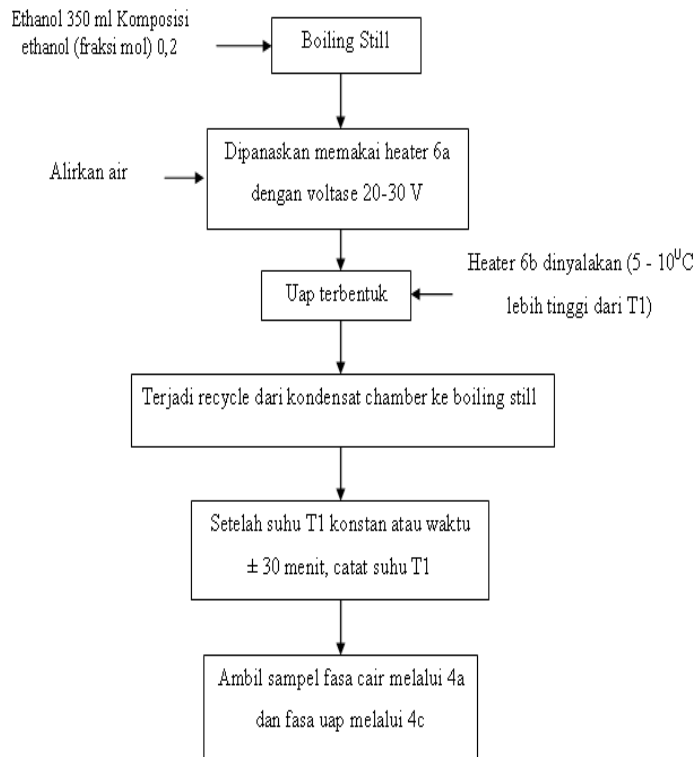 Ethanol 350 ml Komposisi
ethanol (fraksi mol) 0,2
Boiling Still
Dipanaskan memakai heater 6a
dengan voltase 20-30 V
Alirkan air
Heater 6b dinyalakan (5 - 10⁰C
lebih tinggi dari T1)
Uap terbentuk
Terjadi recycle dari kondensat chamber ke boiling still
Setelah suhu T1 konstan atau waktu
± 30 menit, catat suhu T1
Ambil sampel fasa cair melalui 4a
dan fasa uap melalui 4c